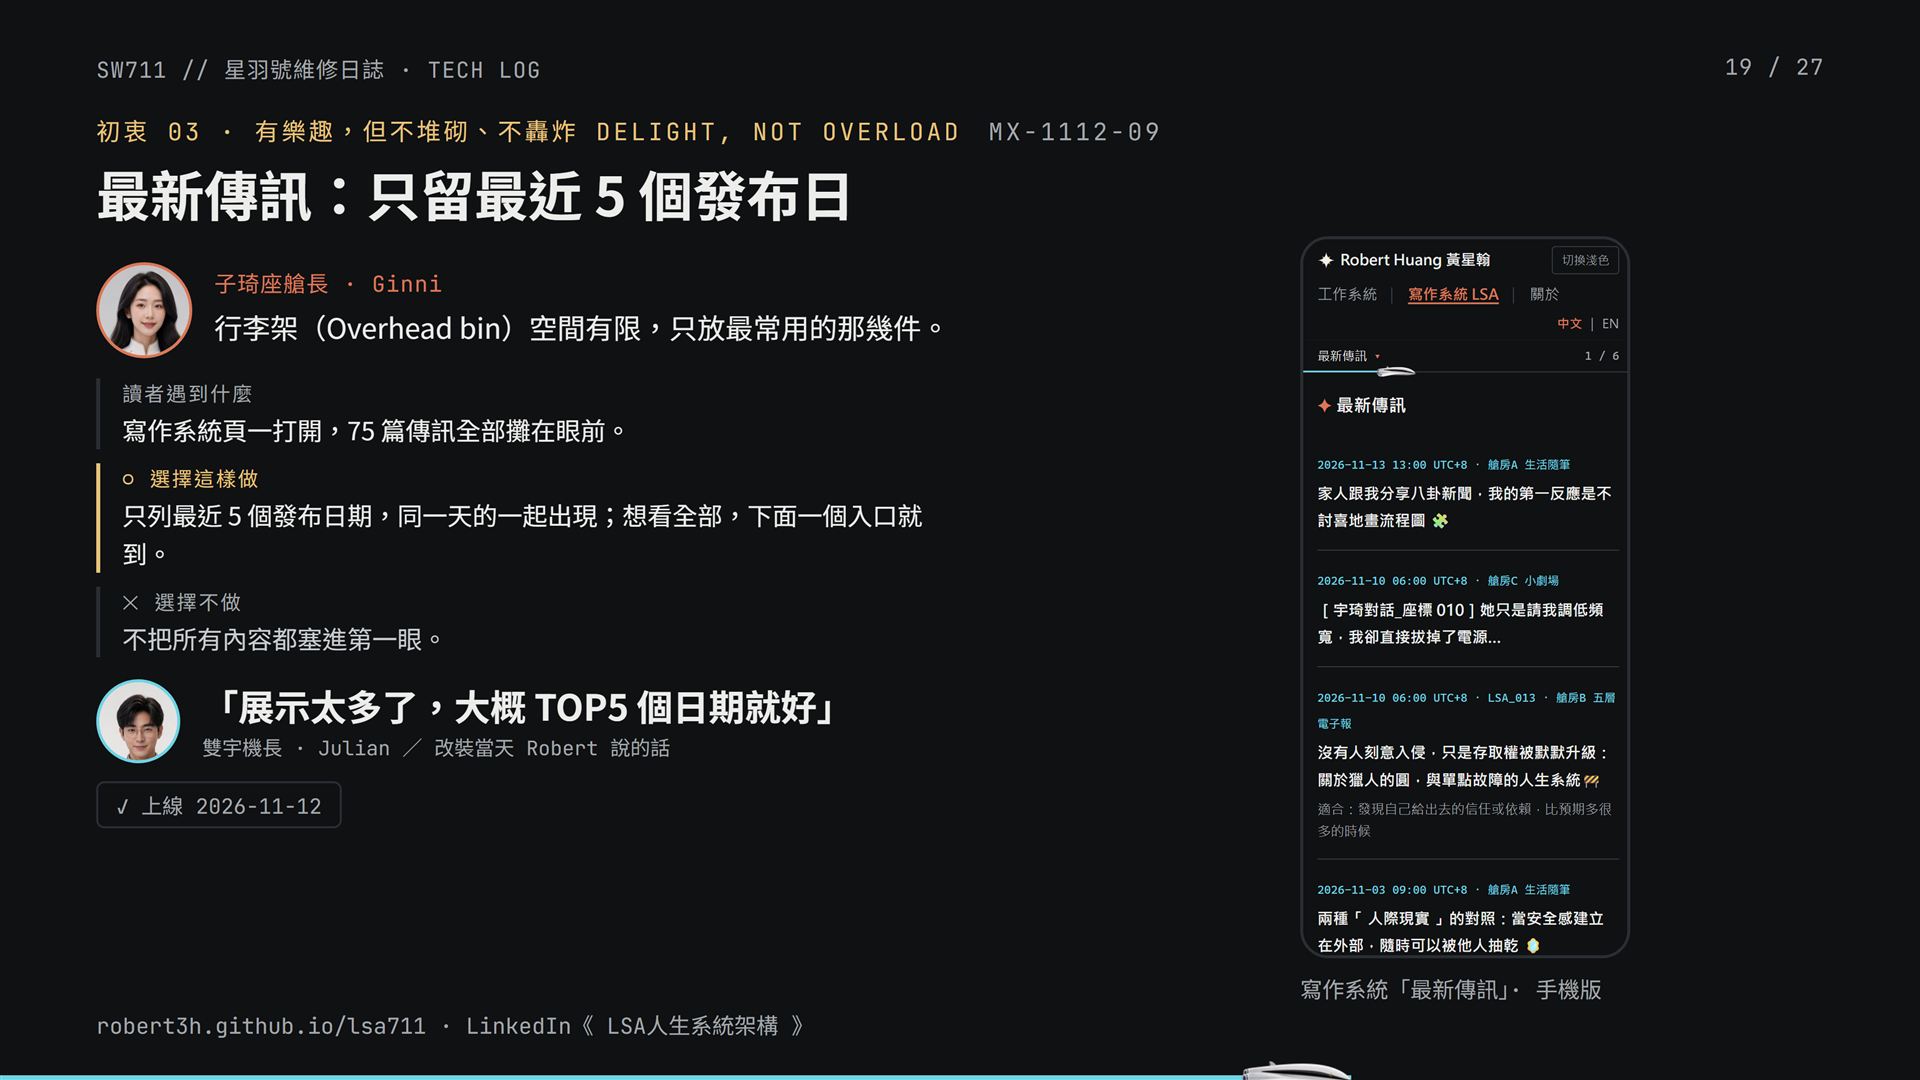 SW711 // 星羽號維修日誌 · TECH LOG
19 / 27
初衷 03 · 有樂趣，但不堆砌、不轟炸 DELIGHT, NOT OVERLOAD MX-1112-09
最新傳訊：只留最近 5 個發布日
子琦座艙長 · Ginni
行李架（Overhead bin）空間有限，只放最常用的那幾件。
讀者遇到什麼
寫作系統頁一打開，75 篇傳訊全部攤在眼前。
○ 選擇這樣做
只列最近 5 個發布日期，同一天的一起出現；想看全部，下面一個入口就
到。
× 選擇不做
不把所有內容都塞進第一眼。
「展示太多了，大概 TOP5 個日期就好」
雙宇機長 · Julian ／ 改裝當天 Robert 說的話
✓ 上線 2026-11-12
✦ Robert Huang 黃星翰
切換淺色
工作系統 | 寫作系統 LSA | 關於
中文 | EN
最新傳訊 ▾
1 / 6
✦ 最新傳訊
2026-11-13 13:00 UTC+8 · 艙房A 生活隨筆
家人跟我分享八卦新聞，我的第一反應是不
討喜地畫流程圖 🧩
2026-11-10 06:00 UTC+8 · 艙房C 小劇場
［宇琦對話_座標 010］她只是請我調低頻
寬，我卻直接拔掉了電源...
2026-11-10 06:00 UTC+8 · LSA_013 · 艙房B 五層
電子報
沒有人刻意入侵，只是存取權被默默升級：
關於獵人的圓，與單點故障的人生系統 🚧
適合：發現自己給出去的信任或依賴，比預期多很
多的時候
2026-11-03 09:00 UTC+8 · 艙房A 生活隨筆
兩種「 人際現實 」的對照：當安全感建立
在外部，隨時可以被他人抽乾
寫作系統「最新傳訊」· 手機版
robert3h.github.io/lsa711 · LinkedIn《 LSA人生系統架構 》